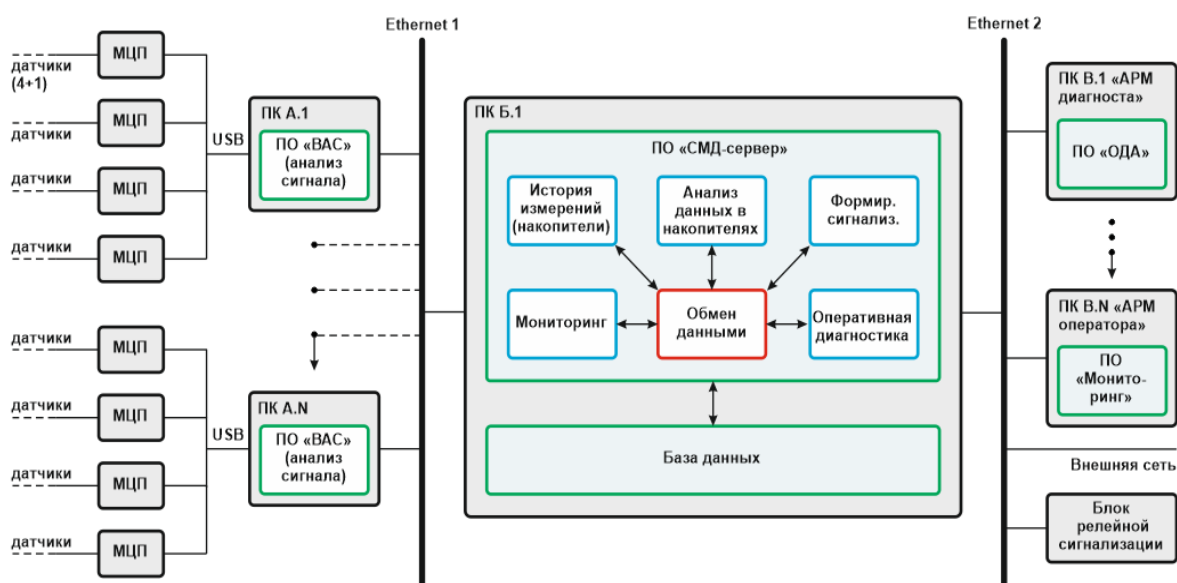 Ethernet 1
Ethernet 2
МЦП
датчики
(4+1)
МЦП
датчики
МЦП
датчики
МЦП
датчики
USB
ПК А.1
ПО «ВАС»
(анализ
сигнала)
датчики
МЦП
датчики
МЦП
датчики
МЦП
датчики
МЦП
USB
ПК А.N
ПО «ВАС»
(анализ
сигнала)
ПК Б.1
ПО «СМД-сервер»
История
измерений
(накопители)
Анализ
данных в
накопителях
Формир.
сигнализ.
Мониторинг
Обмен
данными
Оперативная
диагностика
База данных
ПК В.1 «АРМ
диагноста»
ПО «ОДА»
ПК В.N «АРМ
оператора»
ПО
«Монито-
ринг»
Внешняя сеть
Блок
релейной
сигнализации